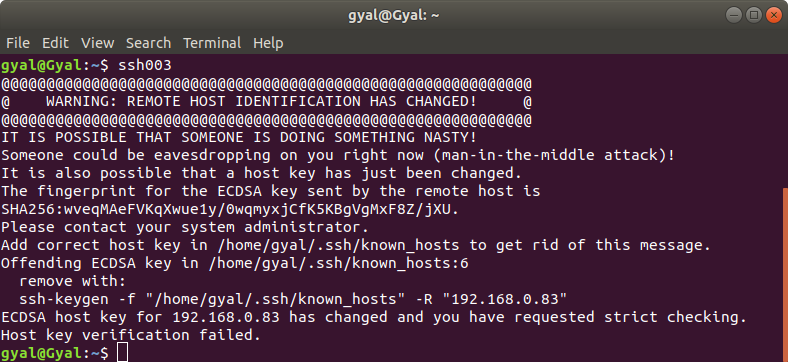 gyal@Gyal: ~
File Edit View Search Terminal Help
gyal@Gyal:~$ ssh003
@@@@@@@@@@@@@@@@@@@@@@@@@@@@@@@@@@@@@@@@@@@@@@@@@@@@@@@@@@@
@    WARNING: REMOTE HOST IDENTIFICATION HAS CHANGED!     @
@@@@@@@@@@@@@@@@@@@@@@@@@@@@@@@@@@@@@@@@@@@@@@@@@@@@@@@@@@@
IT IS POSSIBLE THAT SOMEONE IS DOING SOMETHING NASTY!
Someone could be eavesdropping on you right now (man-in-the-middle attack)!
It is also possible that a host key has just been changed.
The fingerprint for the ECDSA key sent by the remote host is
SHA256:wveqMAeFVKqXwue1y/0wqmyxjCfK5KBgVgMxF8Z/jXU.
Please contact your system administrator.
Add correct host key in /home/gyal/.ssh/known_hosts to get rid of this message.
Offending ECDSA key in /home/gyal/.ssh/known_hosts:6
  remove with:
  ssh-keygen -f "/home/gyal/.ssh/known_hosts" -R "192.168.0.83"
ECDSA host key for 192.168.0.83 has changed and you have requested strict checking.
Host key verification failed.
gyal@Gyal:~$